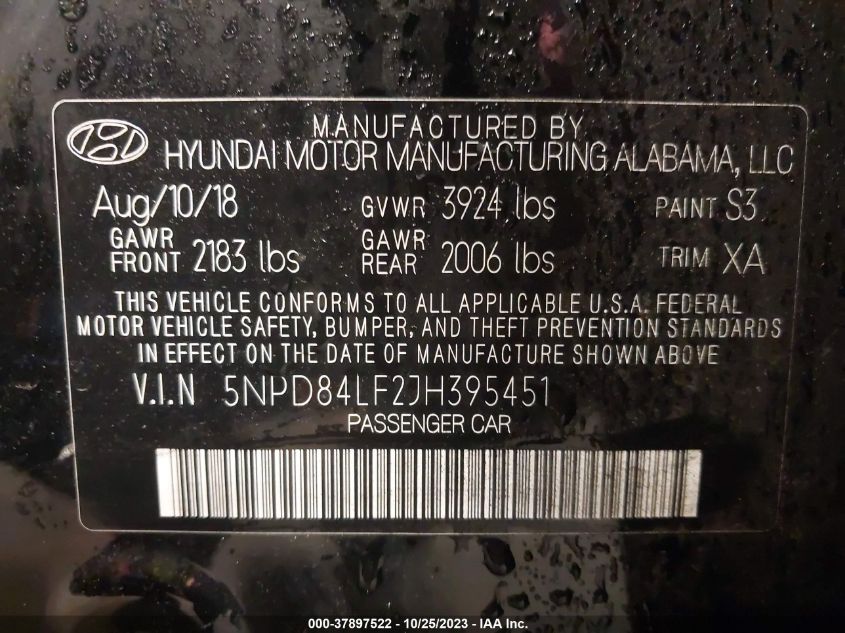 MANUFACTURED BY
HYUNDAI MOTOR MANUFACTURING ALABAMA, LLC
Aug/10/18 GVWR 3924 lbs PAINT S3
GAWR FRONT 2183 lbs GAWR REAR 2006 lbs TRIM XA
THIS VEHICLE CONFORMS TO ALL APPLICABLE U.S.A. FEDERAL
MOTOR VEHICLE SAFETY, BUMPER, AND THEFT PREVENTION STANDARDS
IN EFFECT ON THE DATE OF MANUFACTURE SHOWN ABOVE
V.I.N 5NPD84LF2JH395451
PASSENGER CAR
000-37897522 - 10/25/2023 - IAA Inc.